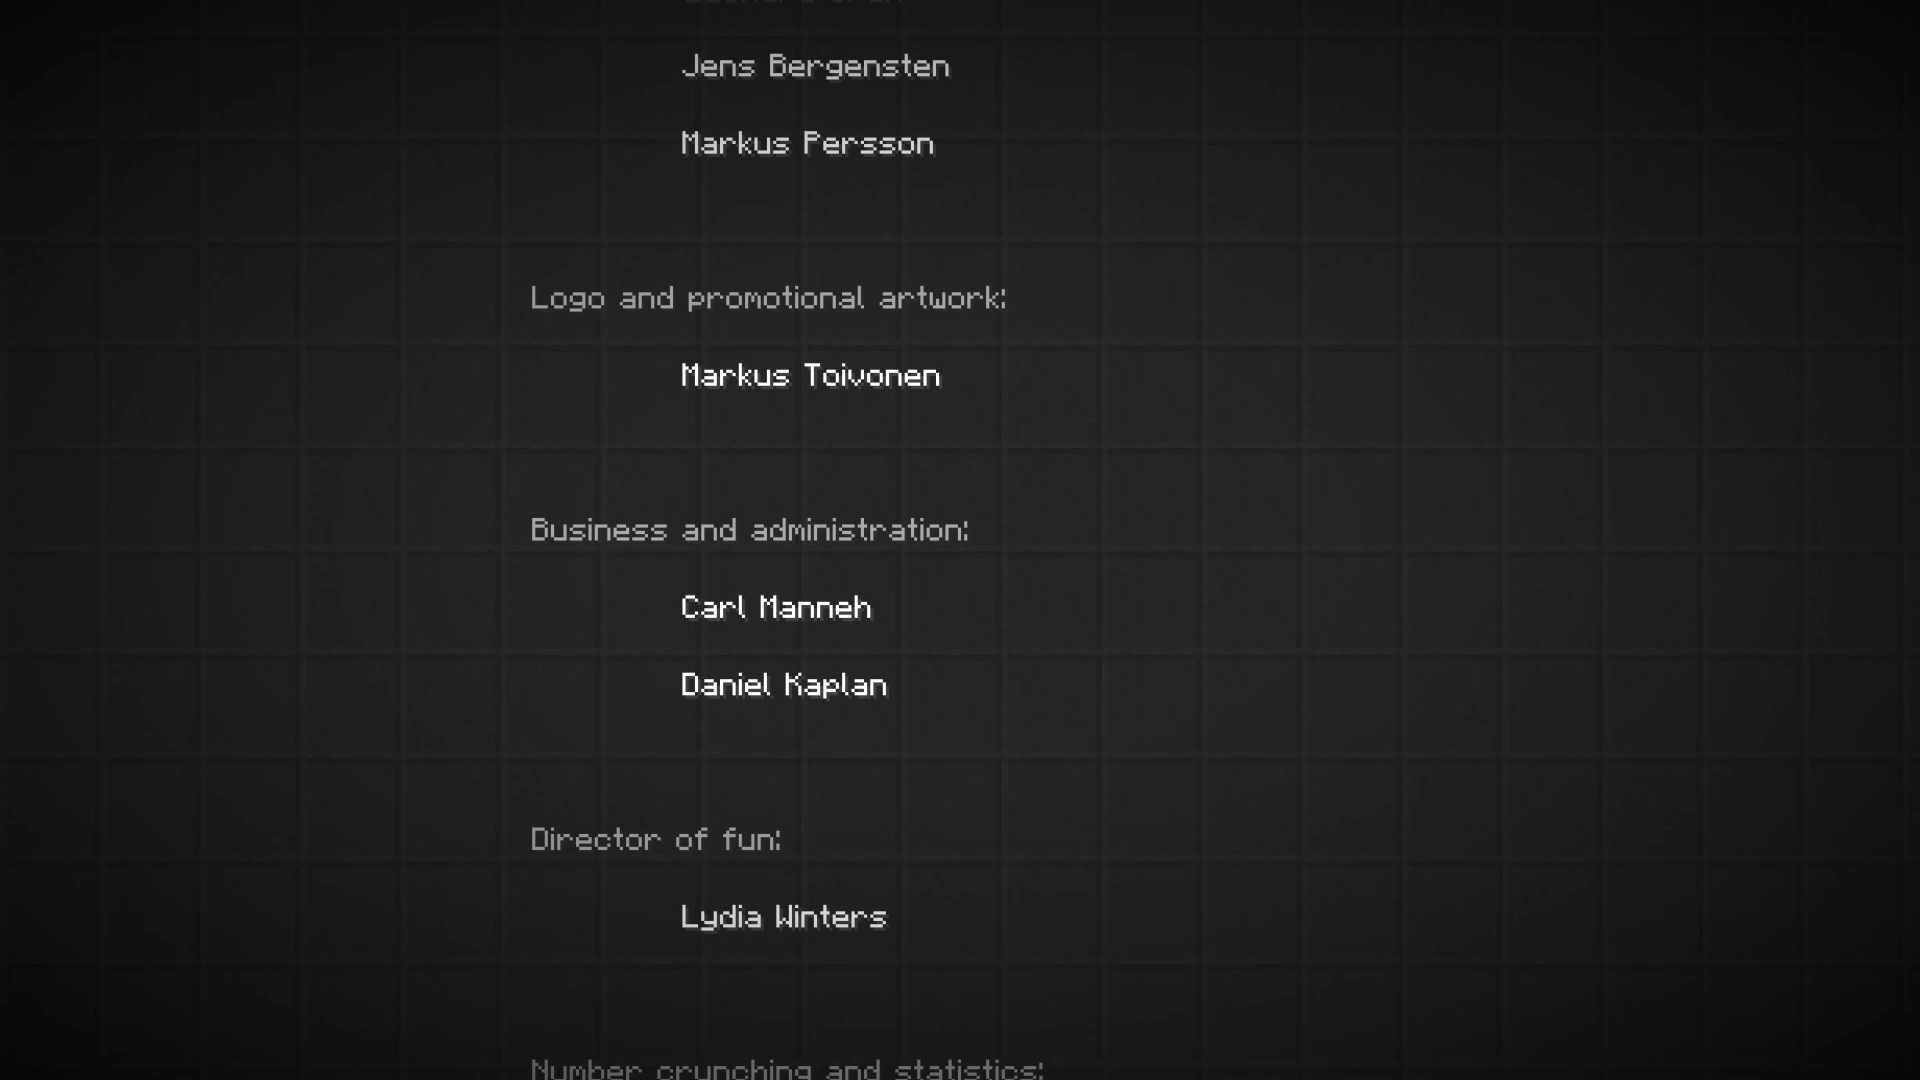 Jens Bergensten
Markus Persson
Logo and promotional artwork:
Markus Toivonen
Business and administration:
Carl Manneh
Daniel Kaplan
Director of fun:
Lydia Winters
Number crunching and statistics: